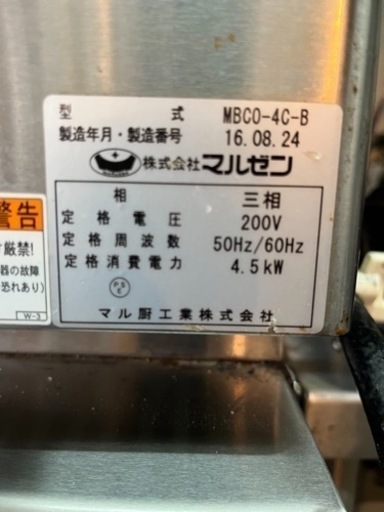 型 式 MBCO-4C-B
製造年月・製造番号 16.08.24
株式会社マルゼン
相 三相
定格電圧 200V
定格周波数 50Hz/60Hz
定格消費電力 4.5kW
PSE
マル厨工業株式会社
警告
厳禁!
器の故障
恐れあり)
W-3